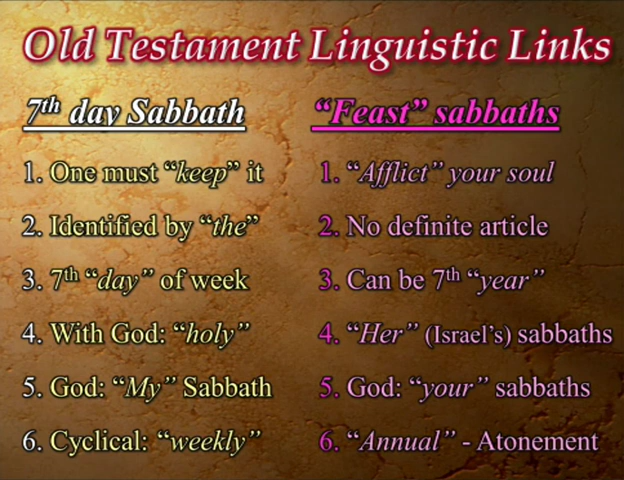 Old Testament Linguistic Links
7th day Sabbath
1. One must “keep” it
2. Identified by “the”
3. 7th “day” of week
4. With God: “holy”
5. God: “My” Sabbath
6. Cyclical: “weekly”
“Feast” sabbaths
1. “Afflict” your soul
2. No definite article
3. Can be 7th “year”
4. “Her” (Israel’s) sabbaths
5. God: “your” sabbaths
6. “Annual” - Atonement